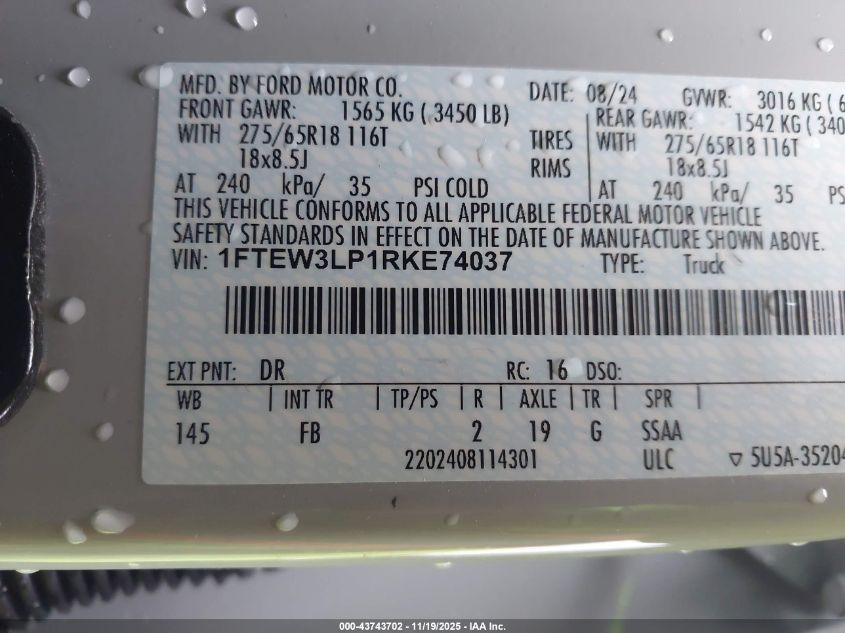 MFD. BY FORD MOTOR CO. DATE: 08/24 GVWR: 3016 KG ( 6
FRONT GAWR: 1565 KG ( 3450 LB) REAR GAWR: 1542 KG ( 340
WITH 275/65R18 116T TIRES WITH 275/65R18 116T
18x8.5J RIMS 18x8.5J
AT 240 kPa/ 35 PSI COLD AT 240 kPa/ 35 PS
THIS VEHICLE CONFORMS TO ALL APPLICABLE FEDERAL MOTOR VEHICLE
SAFETY STANDARDS IN EFFECT ON THE DATE OF MANUFACTURE SHOWN ABOVE.
VIN: 1FTEW3LP1RKE74037 TYPE: Truck
EXT PNT: DR RC: 16 DSO:
WB | INT TR | TP/PS | R | AXLE | TR | SPR |
145 FB 2 19 G SSAA
2202408114301 ULC ▽ 5U5A-35204
000-43743702 - 11/19/2025 - IAA Inc.